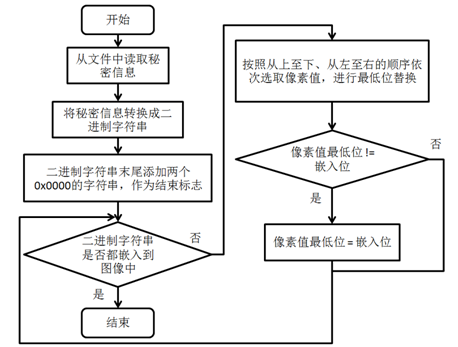 开始
从文件中读取秘
密信息
将秘密信息转换成二
进制字符串
二进制字符串末尾添加两个
0x0000的字符串，作为结束标志
二进制字符串
是否都嵌入到
图像中
否
是
结束
按照从上至下、从左至右的顺序依
次选取像素值，进行最低位替换
像素值最低位 !=
嵌入位
否
是
像素值最低位 = 嵌入位